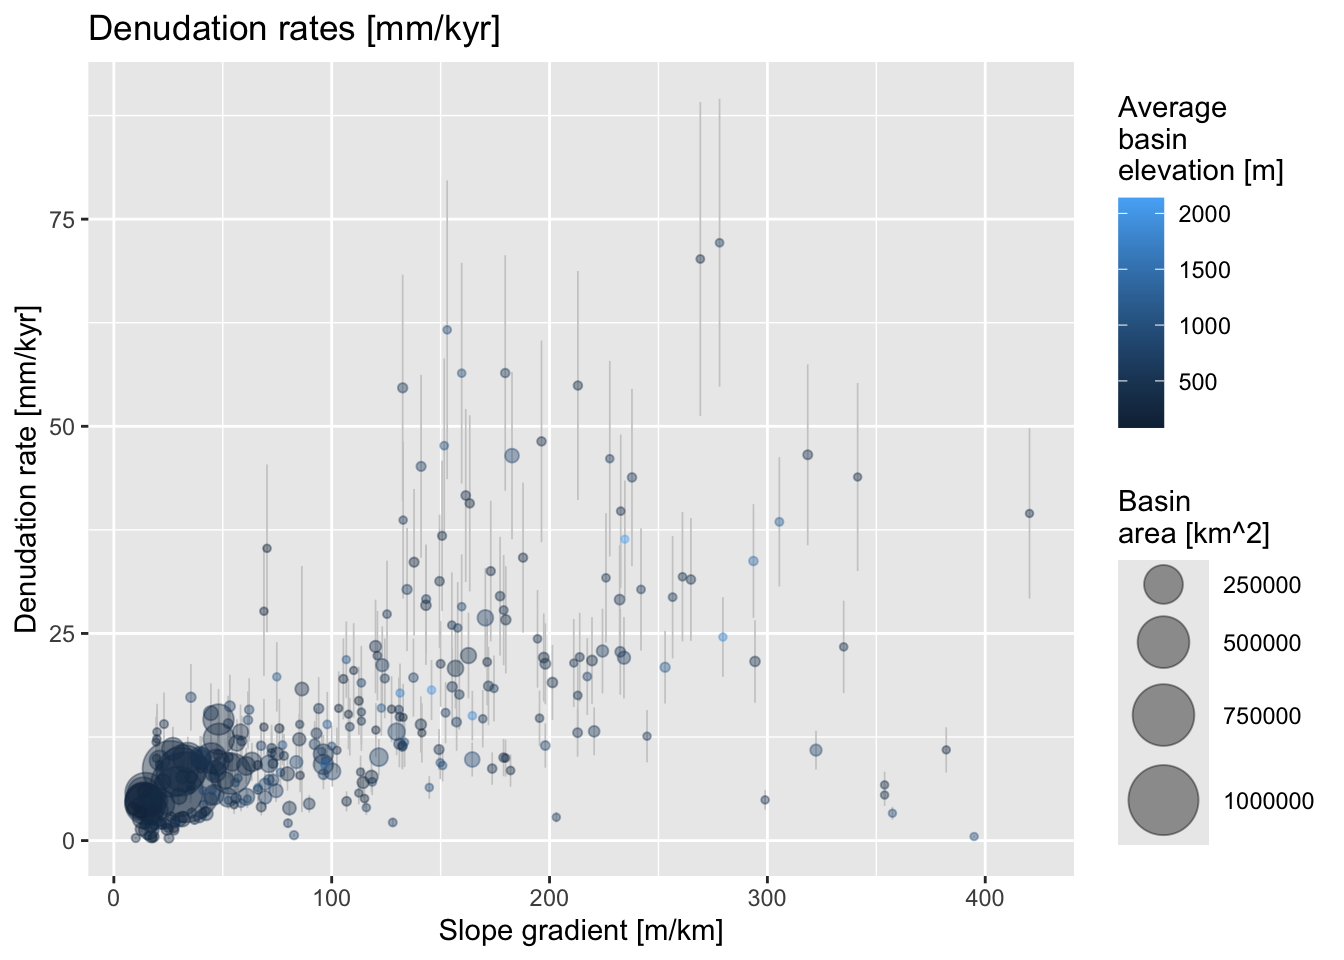 Denudation rates [mm/kyr]
Denudation rate [mm/kyr]
75
50
25
0
0
100
200
300
400
Slope gradient [m/km]
Average
basin
elevation [m]
2000
1500
1000
500
Basin
area [km^2]
250000
500000
750000
1000000